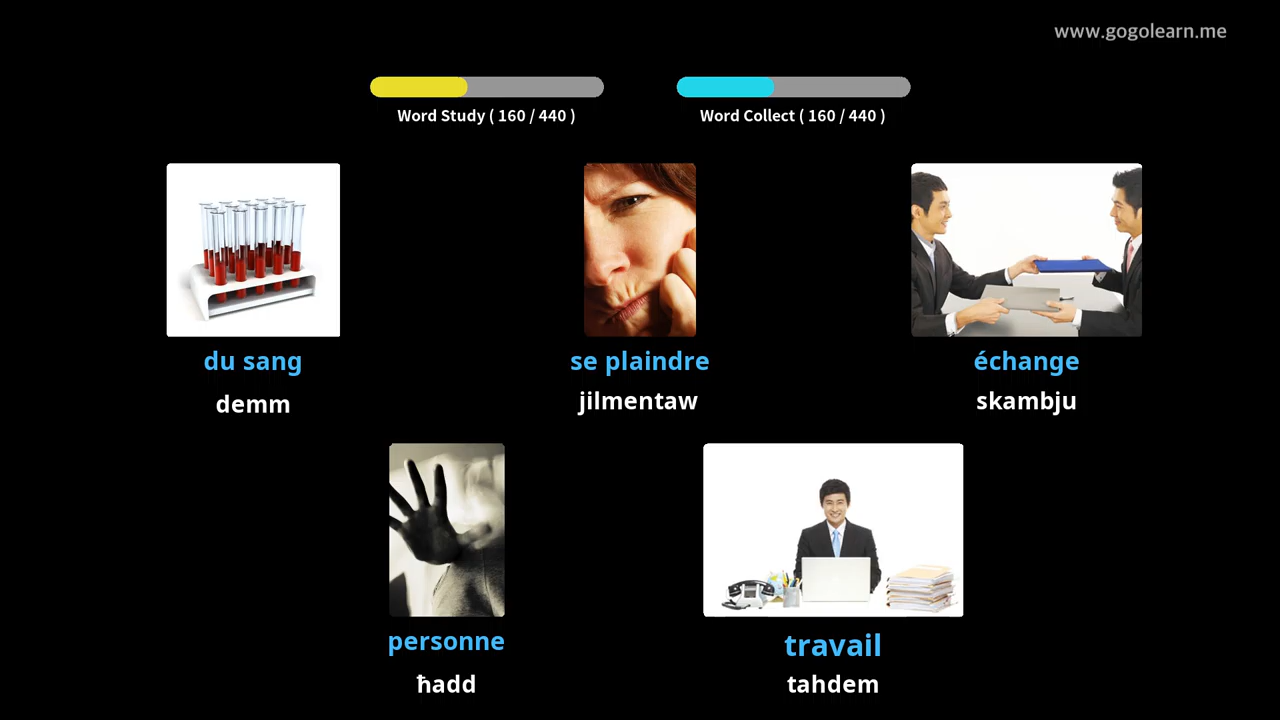 www.gogolearn.me
Word Study ( 160 / 440 )
Word Collect ( 160 / 440 )
du sang
se plaindre
échange
demm
jilmentaw
skambju
personne
travail
ħadd
tahdem